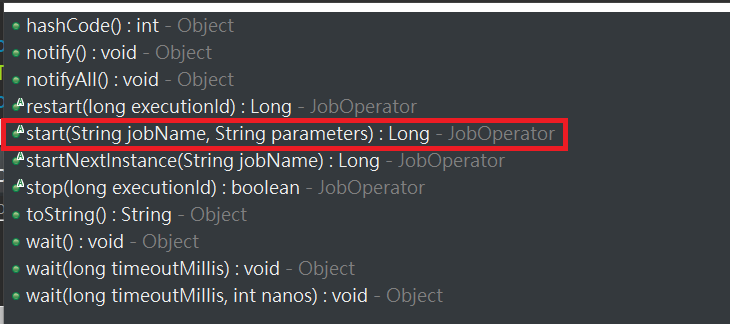 hashCode() : int - Object
notify() : void - Object
notifyAll() : void - Object
restart(long executionId) : Long - JobOperator
start(String jobName, String parameters) : Long - JobOperator
startNextInstance(String jobName) : Long - JobOperator
stop(long executionId) : boolean - JobOperator
toString() : String - Object
wait() : void - Object
wait(long timeoutMillis) : void - Object
wait(long timeoutMillis, int nanos) : void - Object